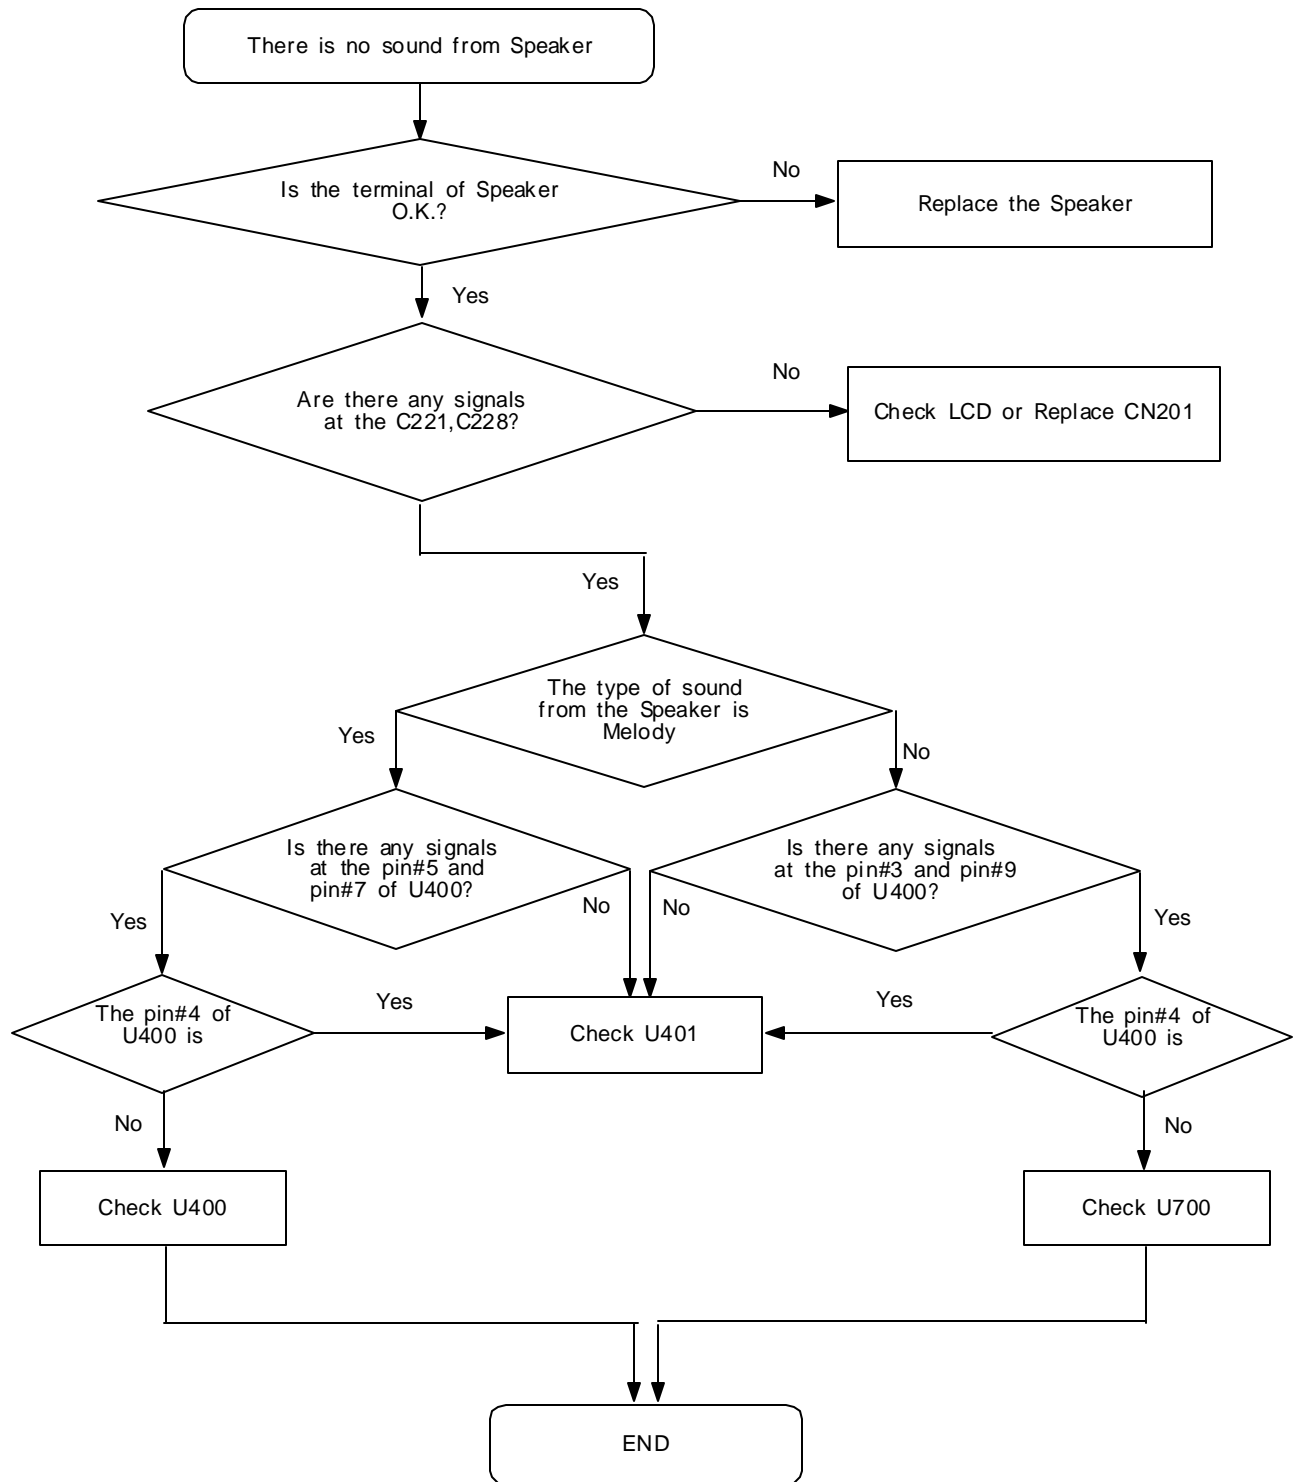 There is no sound from Speaker
Is the terminal of Speaker
O.K.?
No
Replace the Speaker
Yes
Are there any signals
at the C221,C228?
No
Check LCD or Replace CN201
Yes
The type of sound
from the Speaker is
Melody
Yes
No
Is there any signals
at the pin#5 and
pin#7 of U400?
Is there any signals
at the pin#3 and pin#9
of U400?
Yes
No
No
Yes
The pin#4 of
U400 is
Yes
Check U401
Yes
The pin#4 of
U400 is
No
No
Check U400
Check U700
END